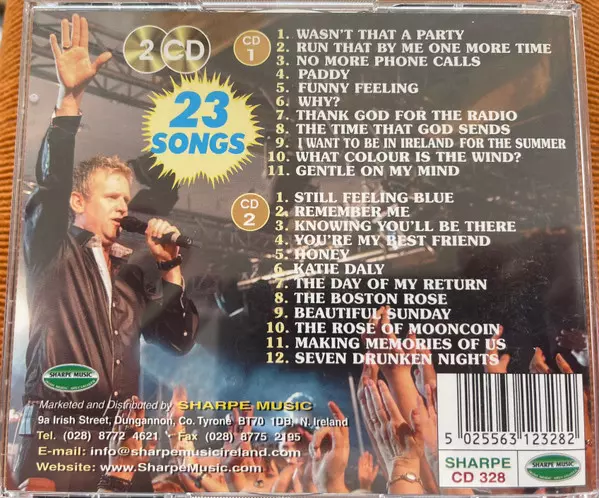 2 CD
23
SONGS
CD
1
1. WASN'T THAT A PARTY
2. RUN THAT BY ME ONE MORE TIME
3. NO MORE PHONE CALLS
4. PADDY
5. FUNNY FEELING
6. WHY?
7. THANK GOD FOR THE RADIO
8. THE TIME THAT GOD SENDS
9. I WANT TO BE IN IRELAND FOR THE SUMMER
10. WHAT COLOUR IS THE WIND?
11. GENTLE ON MY MIND
CD
2
1. STILL FEELING BLUE
2. REMEMBER ME
3. KNOWING YOU'LL BE THERE
4. YOU'RE MY BEST FRIEND
5. HONEY
6. KATIE DALY
7. THE DAY OF MY RETURN
8. THE BOSTON ROSE
9. BEAUTIFUL SUNDAY
10. THE ROSE OF MOONCOIN
11. MAKING MEMORIES OF US
12. SEVEN DRUNKEN NIGHTS
SHARPE MUSIC
Marketed and Distributed by SHARPE MUSIC
9a Irish Street, Dungannon, Co. Tyrone BT70 1DB, N. Ireland
Tel. (028) 8772 4621 - Fax (028) 8775 2195
E-mail: info@sharpemusicireland.com
Website: www.SharpeMusic.com
5 025563 123282
SHARPE
CD 328
SHARPE MUSIC